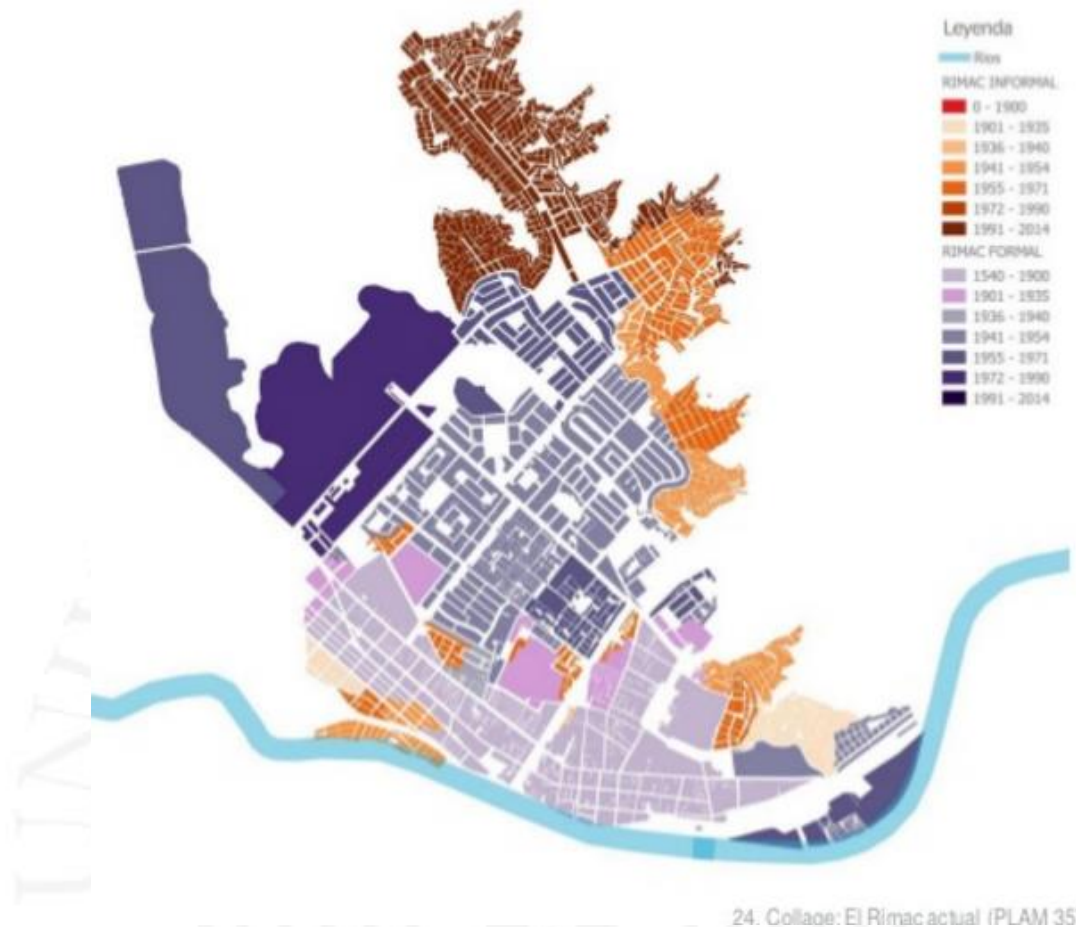 Leyenda
Rios
RIMAC INFORMAL
0 - 1900
1901 - 1935
1936 - 1940
1941 - 1954
1955 - 1971
1972 - 1990
1991 - 2014
RIMAC FORMAL
1540 - 1900
1901 - 1935
1936 - 1940
1941 - 1954
1955 - 1971
1972 - 1990
1991 - 2014
24. Collage: El Rimac actual (PLAM 35